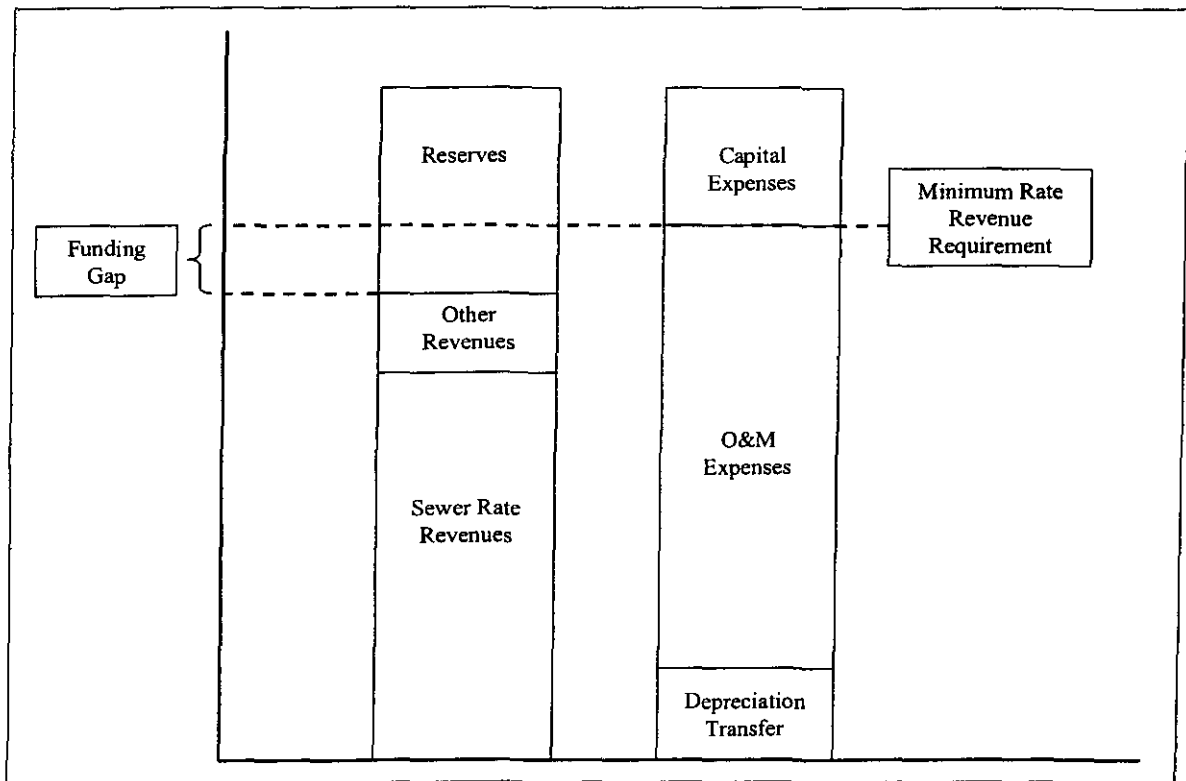 Reserves
Capital
Expenses
Minimum Rate
Revenue
Requirement
Funding
Gap
Other
Revenues
O&M
Expenses
Sewer Rate
Revenues
Depreciation
Transfer